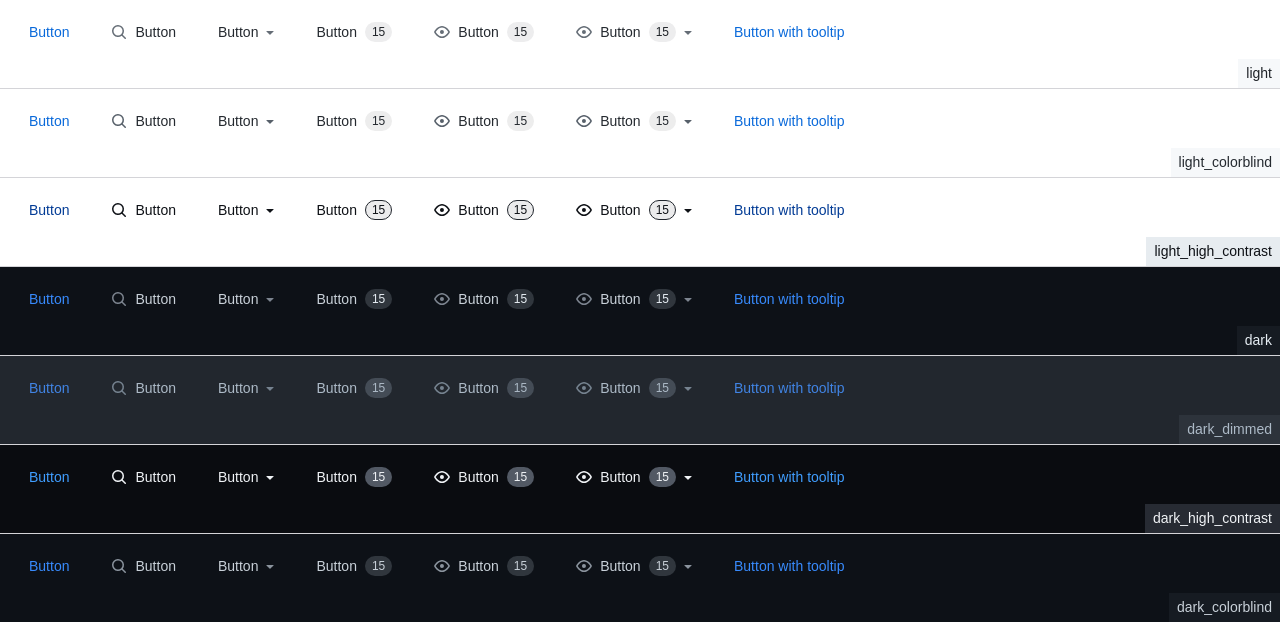 Button Button Button Button 15 Button 15 Button 15 Button with tooltip
light
Button Button Button Button 15 Button 15 Button 15 Button with tooltip
light_colorblind
Button Button Button Button 15 Button 15 Button 15 Button with tooltip
light_high_contrast
Button Button Button Button 15 Button 15 Button 15 Button with tooltip
dark
Button Button Button Button 15 Button 15 Button 15 Button with tooltip
dark_dimmed
Button Button Button Button 15 Button 15 Button 15 Button with tooltip
dark_high_contrast
Button Button Button Button 15 Button 15 Button 15 Button with tooltip
dark_colorblind